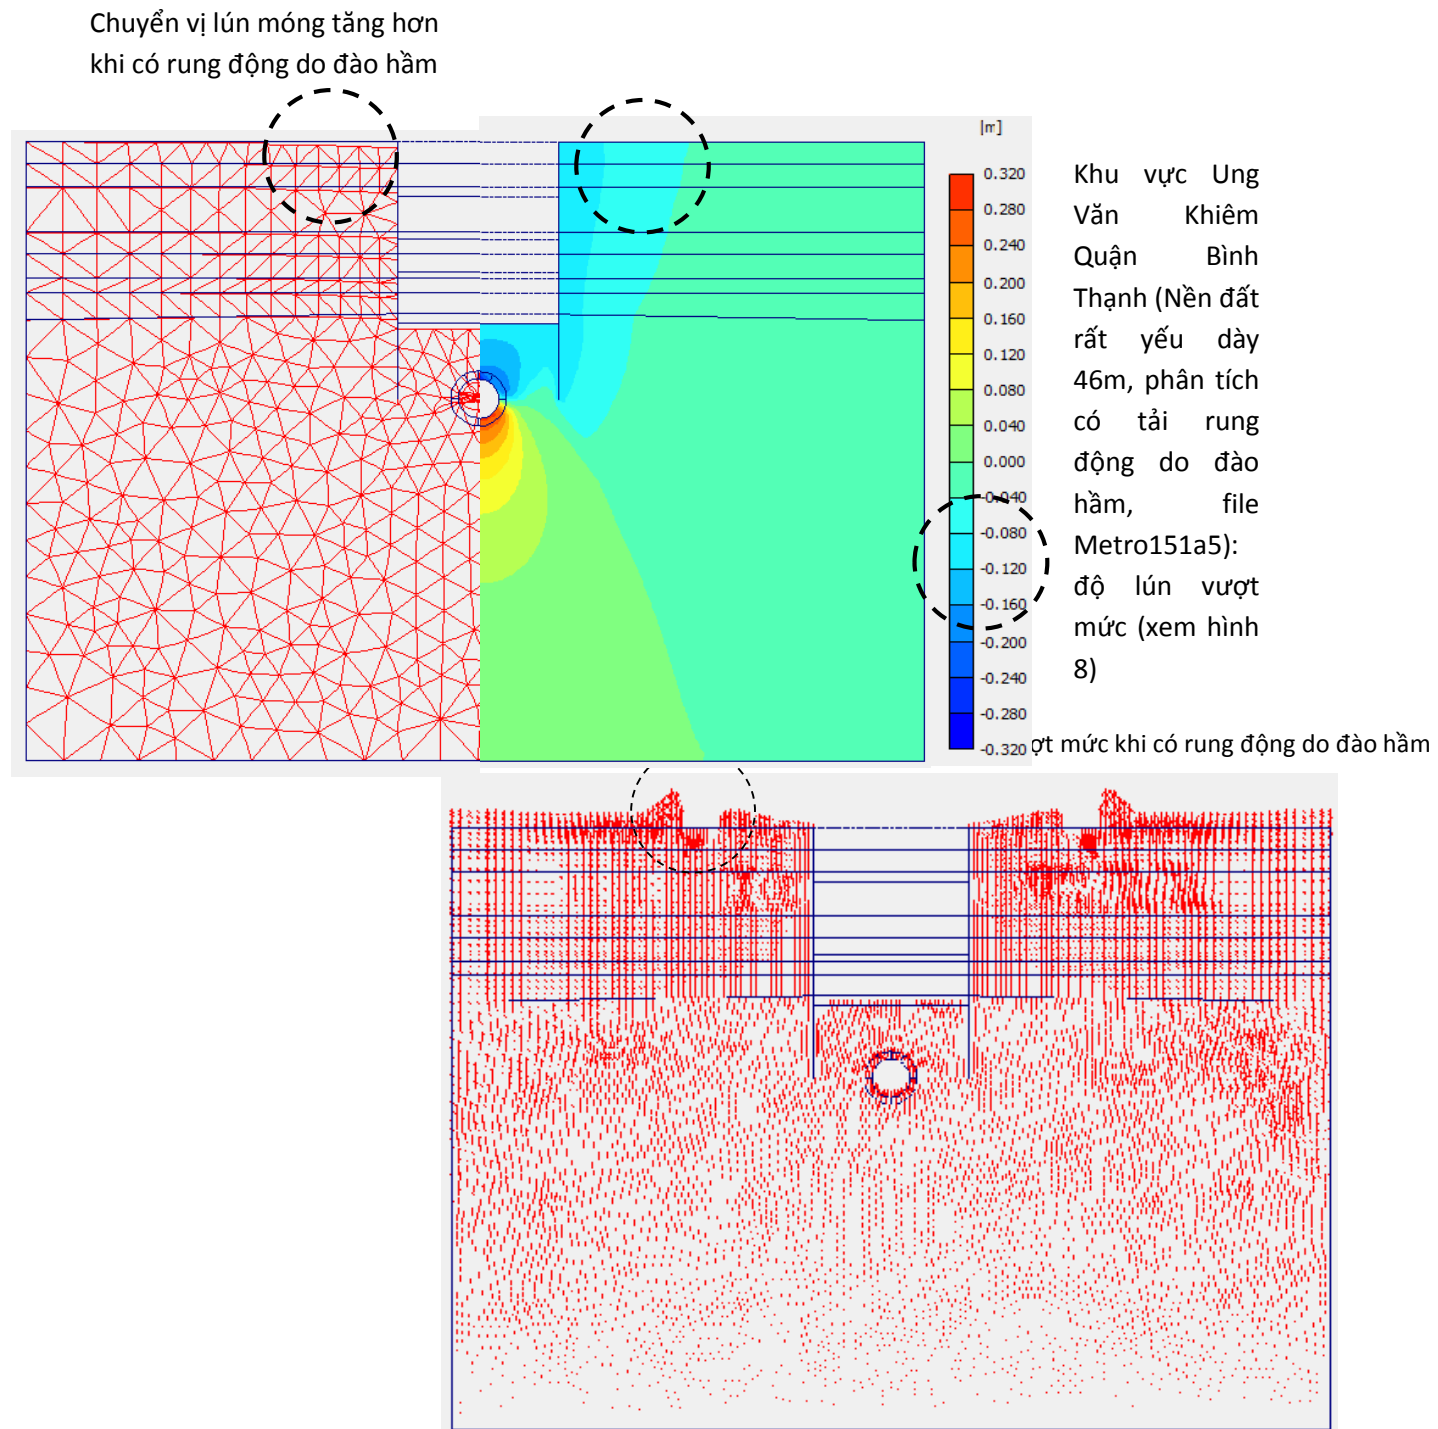 Chuyển vị lún móng tăng hơn
khi có rung động do đào hầm
[m]
0.320
0.280
0.240
0.200
0.160
0.120
0.080
0.040
0.000
-0.040
-0.080
-0.120
-0.160
-0.200
-0.240
-0.280
-0.320
Khu vực Ung
Văn Khiêm
Quận Bình
Thạnh (Nền đất
rất yếu dày
46m, phân tích
có tải rung
động do đào
hầm, file
Metro151a5):
độ lún vượt
mức (xem hình
8)
ợt mức khi có rung động do đào hầm